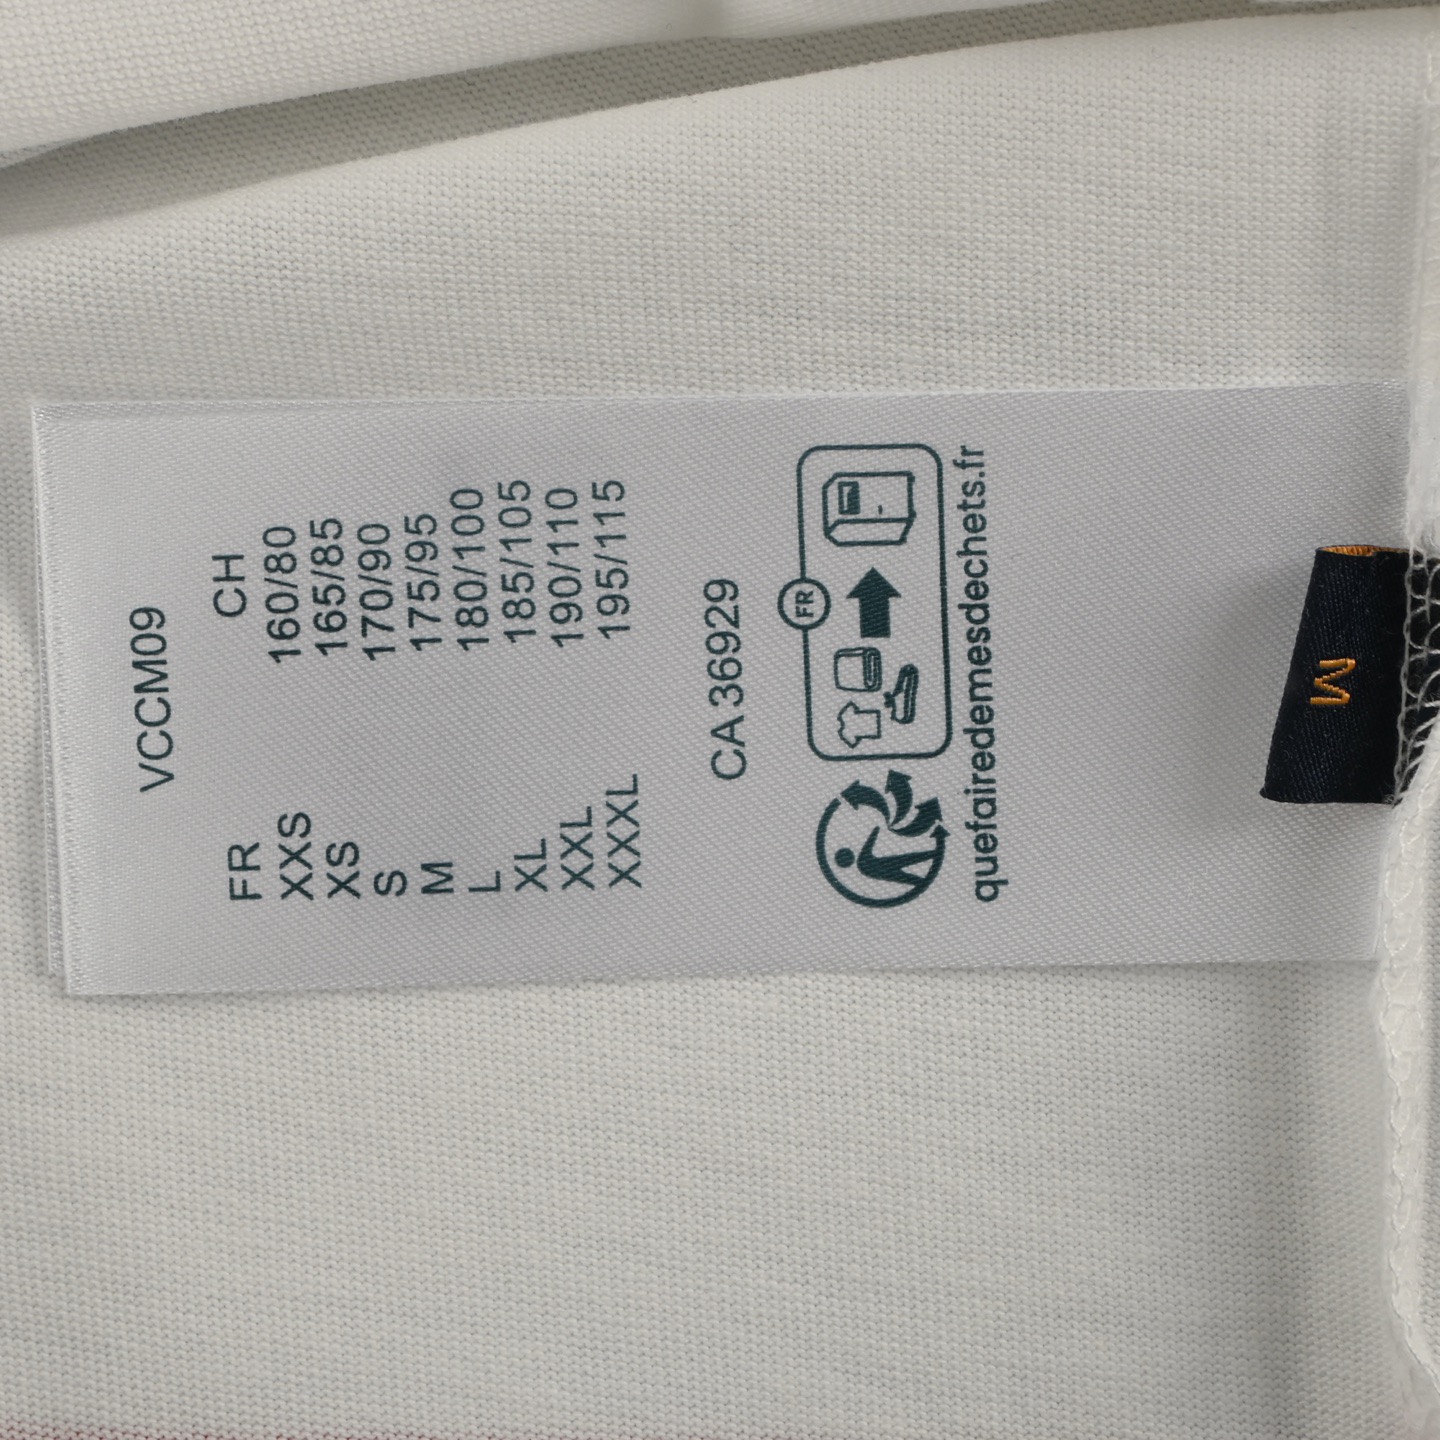 VCCM09
FR CH
XXS 160/80
XS 165/85
S 170/90
M 175/95
L 180/100
XL 185/105
XXL 190/110
XXXL 195/115
CA 36929
FR
quefairedemesdechets.fr
M